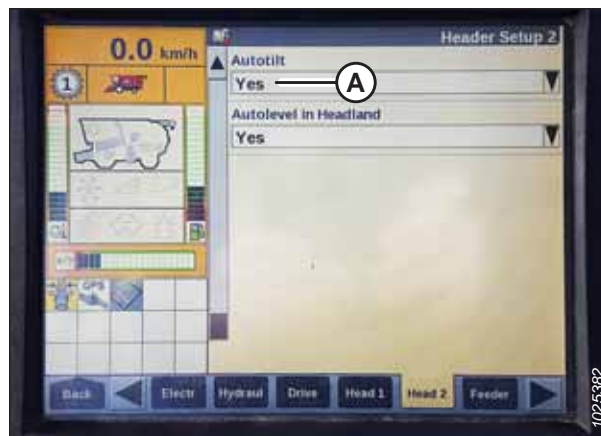 Header Setup 2
0.0 km/h
1
Autotilt
Yes
A
Autolevel in Headland
Yes
Back
Electr
Hydraul
Drive
Head 1
Head 2
Feeder
1025382